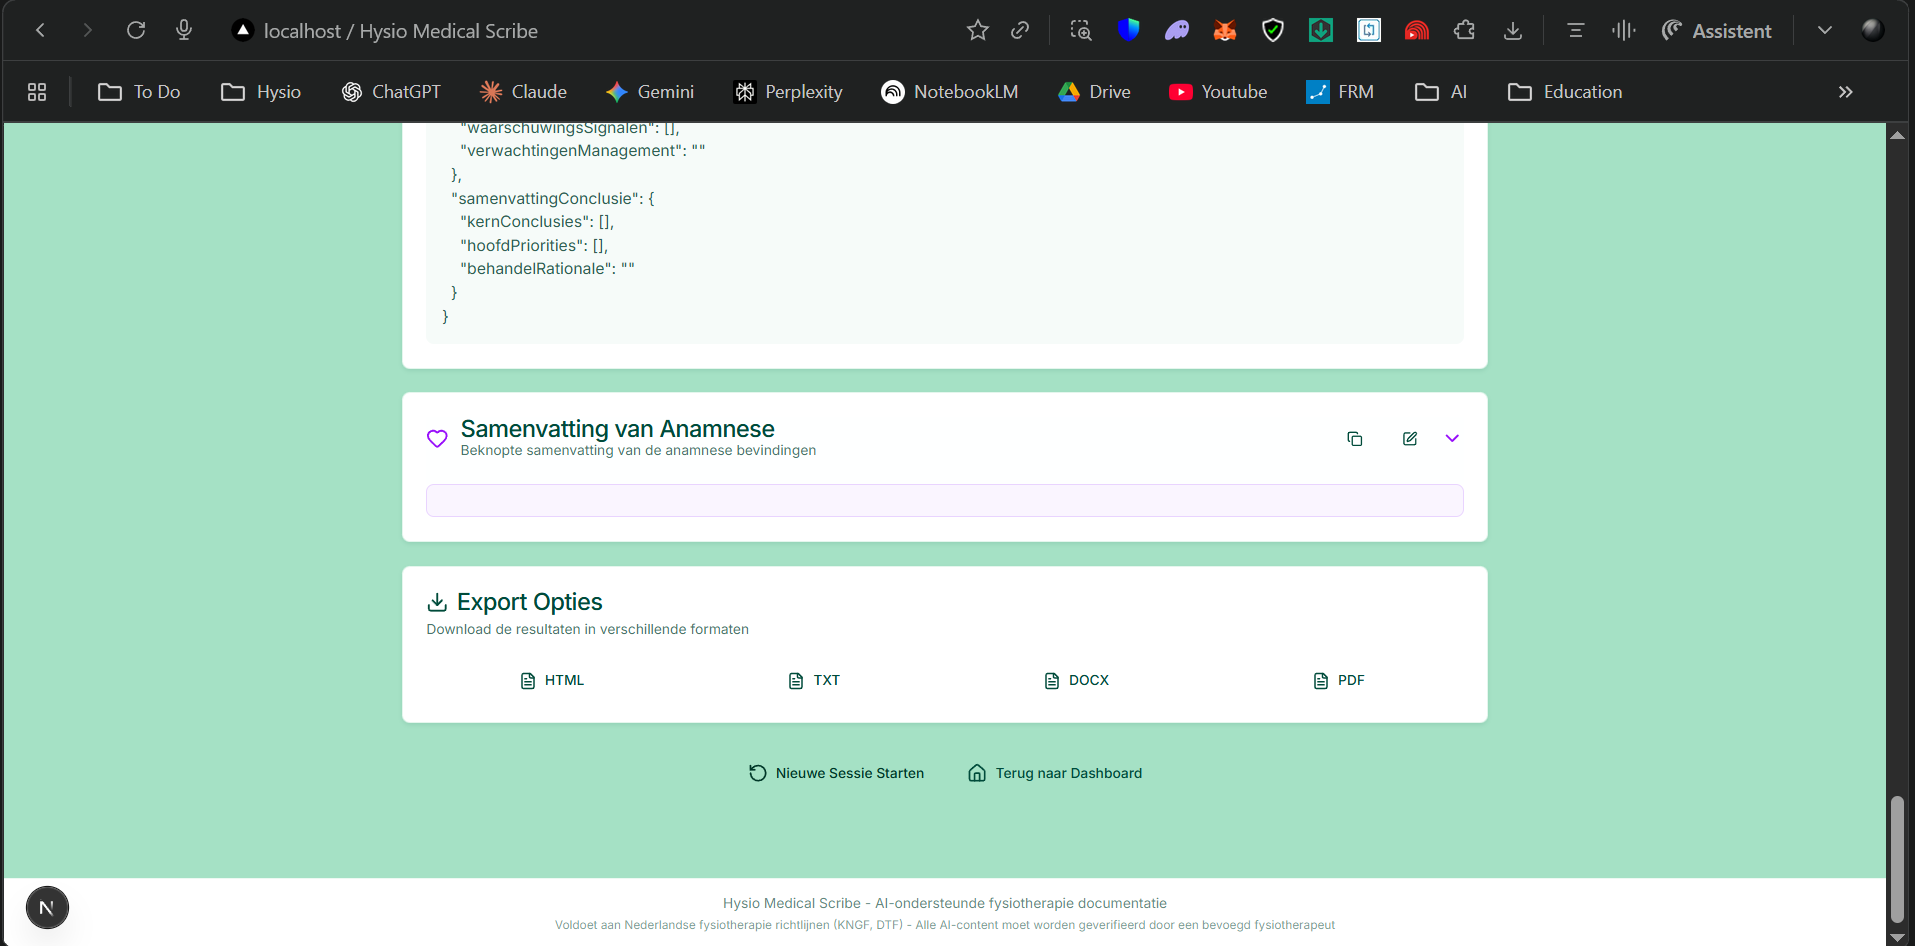 localhost / Hysio Medical Scribe
Assistent
To Do
Hysio
ChatGPT
Claude
Gemini
Perplexity
NotebookLM
Drive
Youtube
FRM
AI
Education
"waarschuwingsSignalen": [],
"verwachtingenManagement": ""
},
"samenvattingConclusie": {
"kernConclusies": [],
"hoofdPriorities": [],
"behandelRationale": ""
}
}
Samenvatting van Anamnese
Beknopte samenvatting van de anamnese bevindingen
Export Opties
Download de resultaten in verschillende formaten
HTML
TXT
DOCX
PDF
Nieuwe Sessie Starten
Terug naar Dashboard
N
Hysio Medical Scribe - AI-ondersteunde fysiotherapie documentatie
Voldoet aan Nederlandse fysiotherapie richtlijnen (KNGF, DTF) - Alle AI-content moet worden geverifieerd door een bevoegd fysiotherapeut